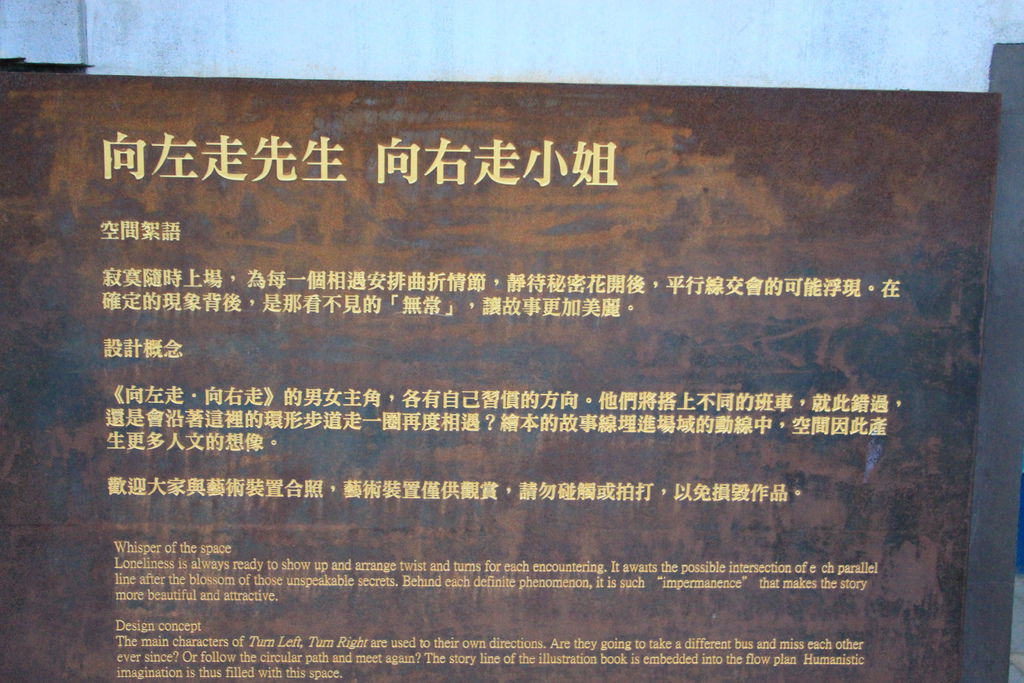 向左走先生 向右走小姐
空間絮語
寂寞隨時上場，為每一個相遇安排曲折情節，靜待秘密花開後，平行線交會的可能浮現。在
確定的現象背後，是那看不見的「無常」，讓故事更加美麗。
設計概念
《向左走．向右走》的男女主角，各有自己習慣的方向。他們將搭上不同的班車，就此錯過，
還是會沿著這裡的環形步道走一圈再度相遇？繪本的故事線埋進場域的動線中，空間因此產
生更多人文的想像。
歡迎大家與藝術裝置合照，藝術裝置僅供觀賞，請勿碰觸或拍打，以免損毀作品。
Whisper of the space
Loneliness is always ready to show up and arrange twist and turns for each encountering. It awaits the possible intersection of e ch parallel
line after the blossom of those unspeakable secrets. Behind each definite phenomenon, it is such “impermanence” that makes the story
more beautiful and attractive.
Design concept
The main characters of Turn Left, Turn Right are used to their own directions. Are they going to take a different bus and miss each other
ever since? Or follow the circular path and meet again? The story line of the illustration book is embedded into the flow plan Humanistic
imagination is thus filled with this space.